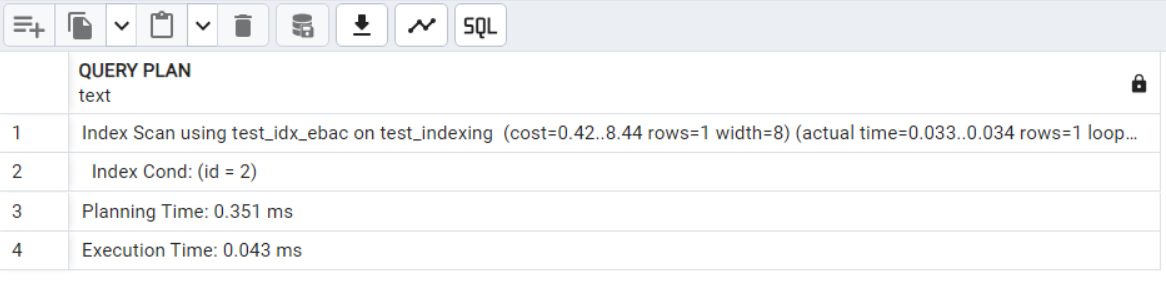 SQL
QUERY PLAN
text
1 Index Scan using test_idx_ebac on test_indexing (cost=0.42..8.44 rows=1 width=8) (actual time=0.033..0.034 rows=1 loop...
2 Index Cond: (id = 2)
3 Planning Time: 0.351 ms
4 Execution Time: 0.043 ms